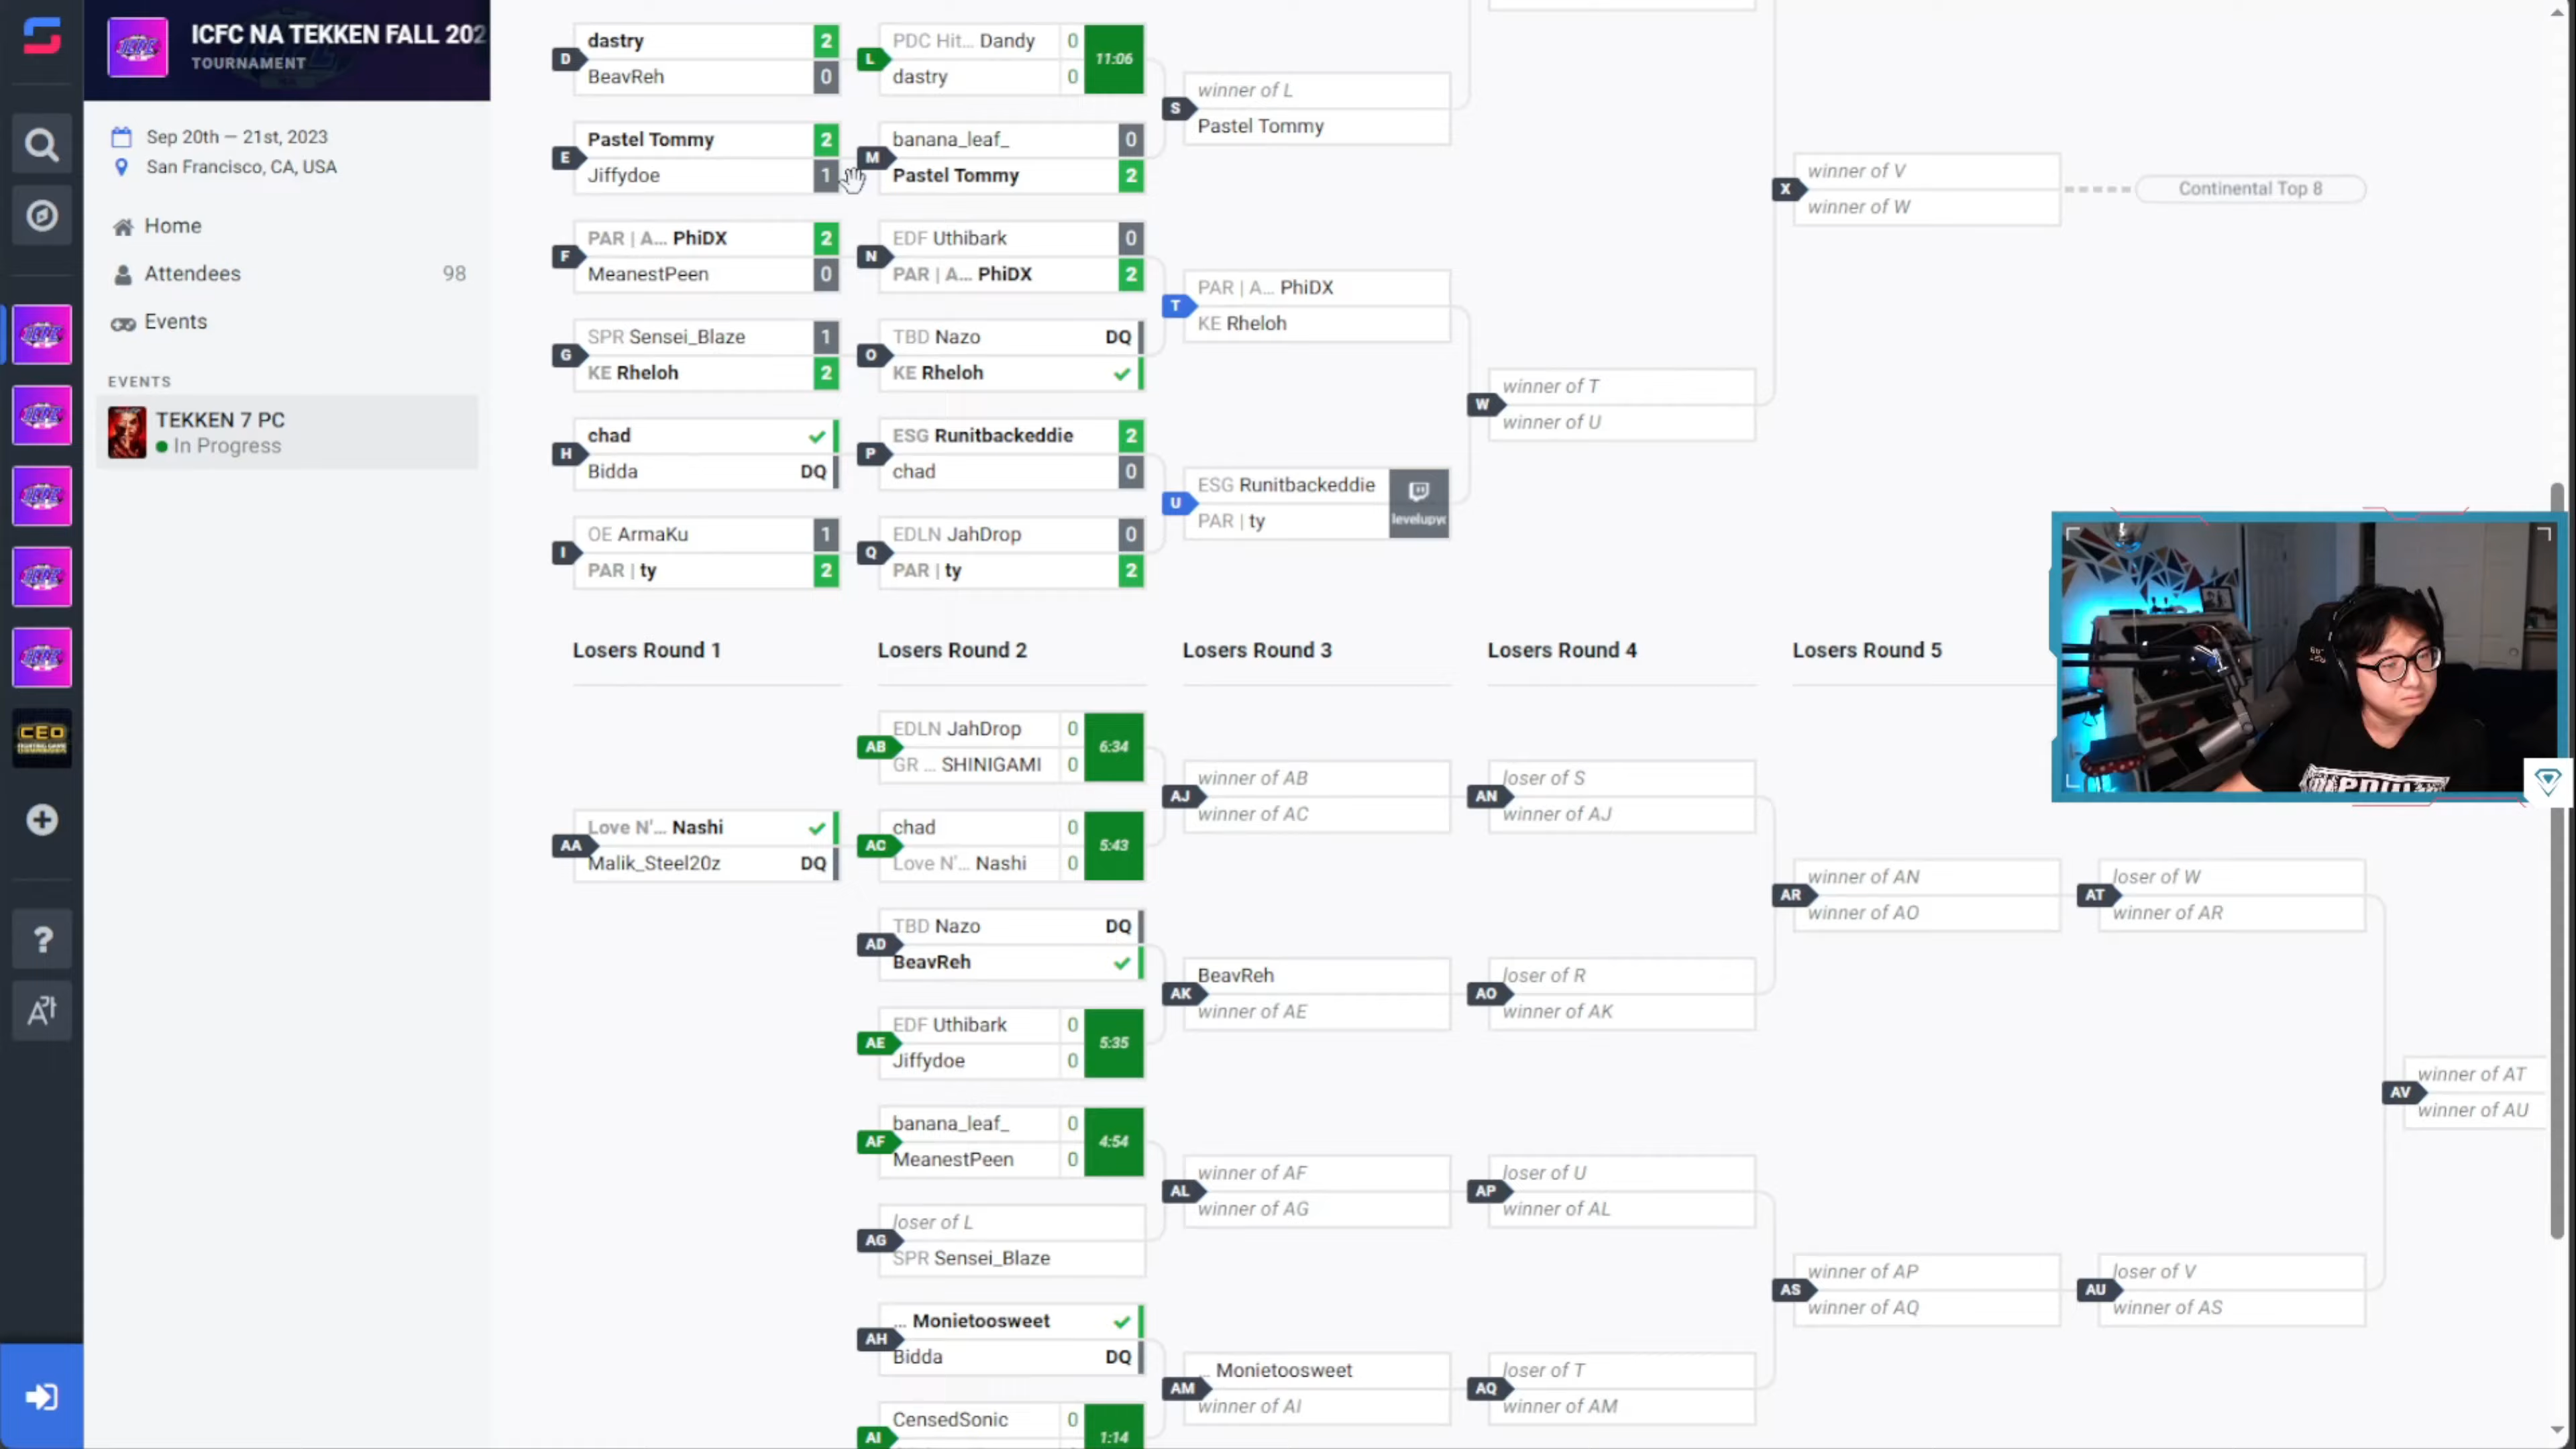 ICFC NA TEKKEN FALL 202
TOURNAMENT
Sep 20th — 21st, 2023
San Francisco, CA, USA
Home
Attendees 98
Events
EVENTS
TEKKEN 7 PC
In Progress
CEO
?
D
dastry 2
BeavReh 0
E
Pastel Tommy 2
Jiffydoe 1
F
PAR | A... PhiDX 2
MeanestPeen 0
G
SPR Sensei_Blaze 1
KE Rheloh 2
H
chad
Bidda DQ
I
OE ArmaKu 1
PAR | ty 2
L
PDC Hit... Dandy 0
dastry 0
11:06
M
banana_leaf_ 0
Pastel Tommy 2
N
EDF Uthibark 0
PAR | A... PhiDX 2
O
TBD Nazo DQ
KE Rheloh
P
ESG Runitbackeddie 2
chad 0
Q
EDLN JahDrop 0
PAR | ty 2
S
winner of L
Pastel Tommy
T
PAR | A... PhiDX
KE Rheloh
U
ESG Runitbackeddie
PAR | ty
levelupyo
W
winner of T
winner of U
X
winner of V
winner of W
Continental Top 8
Losers Round 1
Losers Round 2
Losers Round 3
Losers Round 4
Losers Round 5
AA
Love N'... Nashi
Malik_Steel20z DQ
AB
EDLN JahDrop 0
GR ... SHINIGAMI 0
6:34
AC
chad 0
Love N'... Nashi 0
5:43
AD
TBD Nazo DQ
BeavReh
AE
EDF Uthibark 0
Jiffydoe 0
5:35
AF
banana_leaf_ 0
MeanestPeen 0
4:54
AG
loser of L
SPR Sensei_Blaze
AH
... Monietoosweet
Bidda DQ
AI
CensedSonic 0
1:14
AJ
winner of AB
winner of AC
AK
BeavReh
winner of AE
AL
winner of AF
winner of AG
AM
... Monietoosweet
winner of AI
AN
loser of S
winner of AJ
AO
loser of R
winner of AK
AP
loser of U
winner of AL
AQ
loser of T
winner of AM
AR
winner of AN
winner of AO
AS
winner of AP
winner of AQ
AT
loser of W
winner of AR
AU
loser of V
winner of AS
AV
winner of AT
winner of AU